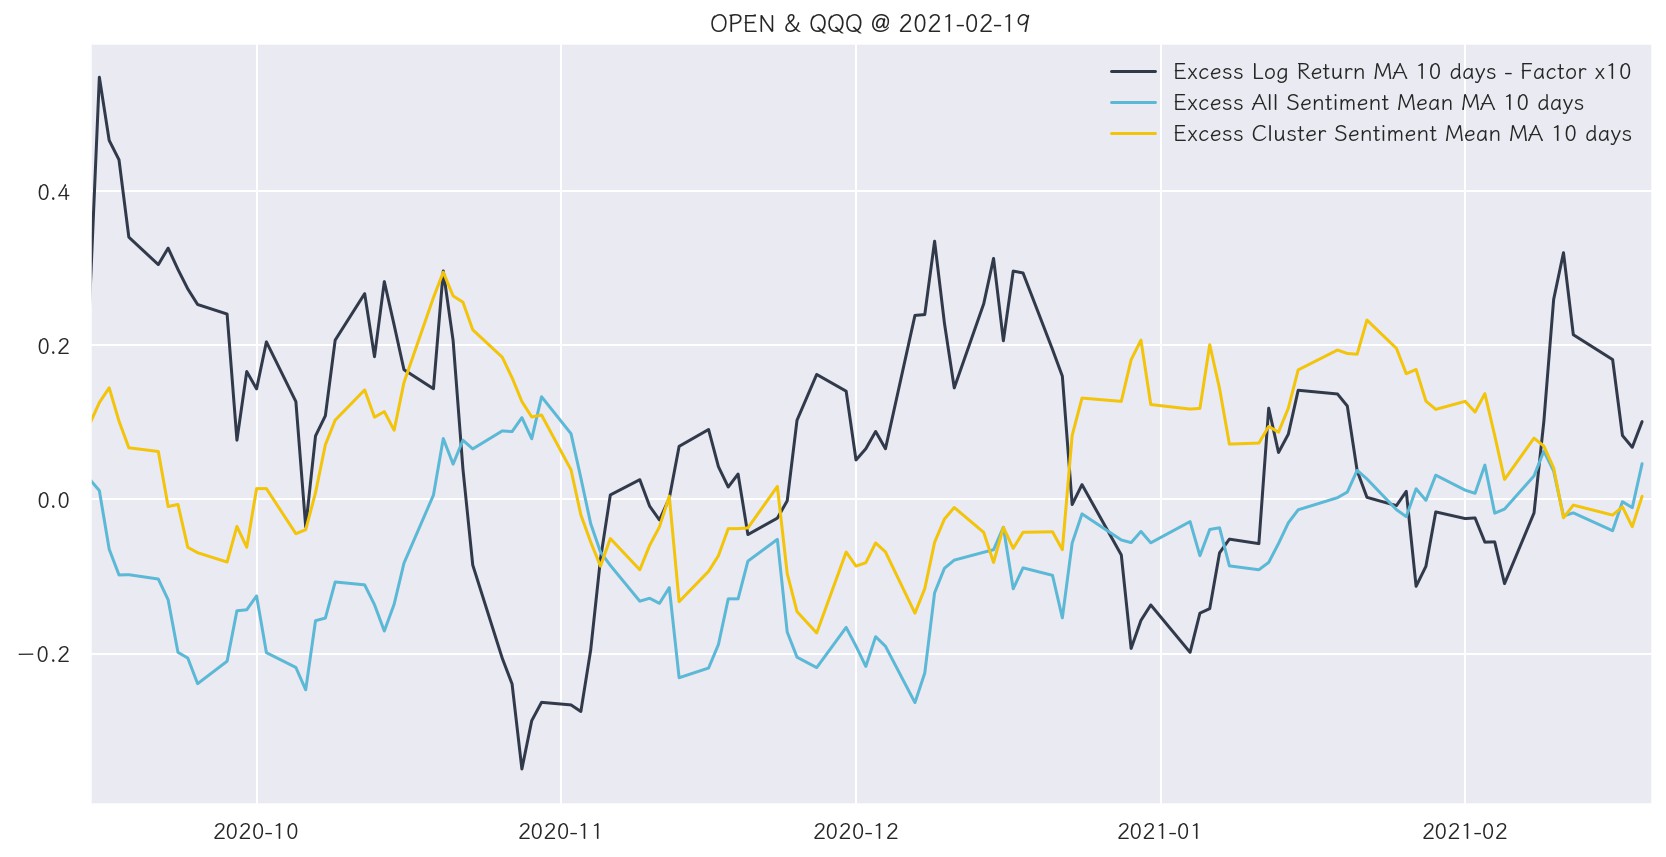 OPEN & QQQ @ 2021-02-19
Excess Log Return MA 10 days - Factor x10
Excess All Sentiment Mean MA 10 days
Excess Cluster Sentiment Mean MA 10 days
0.4
0.2
0.0
−0.2
2020-10 2020-11 2020-12 2021-01 2021-02